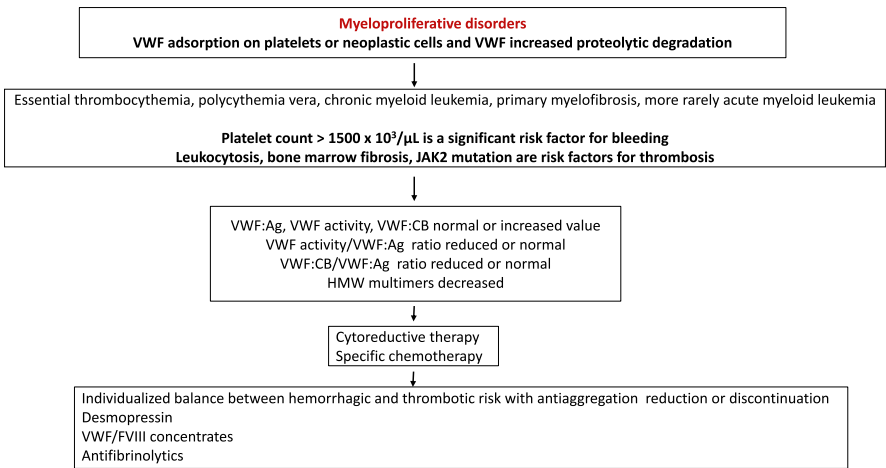 Myeloproliferative disorders
VWF adsorption on platelets or neoplastic cells and VWF increased proteolytic degradation
Essential thrombocythemia, polycythemia vera, chronic myeloid leukemia, primary myelofibrosis, more rarely acute myeloid leukemia
Platelet count > 1500 x 10³/µL is a significant risk factor for bleeding
Leukocytosis, bone marrow fibrosis, JAK2 mutation are risk factors for thrombosis
VWF:Ag, VWF activity, VWF:CB normal or increased value
VWF activity/VWF:Ag ratio reduced or normal
VWF:CB/VWF:Ag ratio reduced or normal
HMW multimers decreased
Cytoreductive therapy
Specific chemotherapy
Individualized balance between hemorrhagic and thrombotic risk with antiaggregation reduction or discontinuation
Desmopressin
VWF/FVIII concentrates
Antifibrinolytics